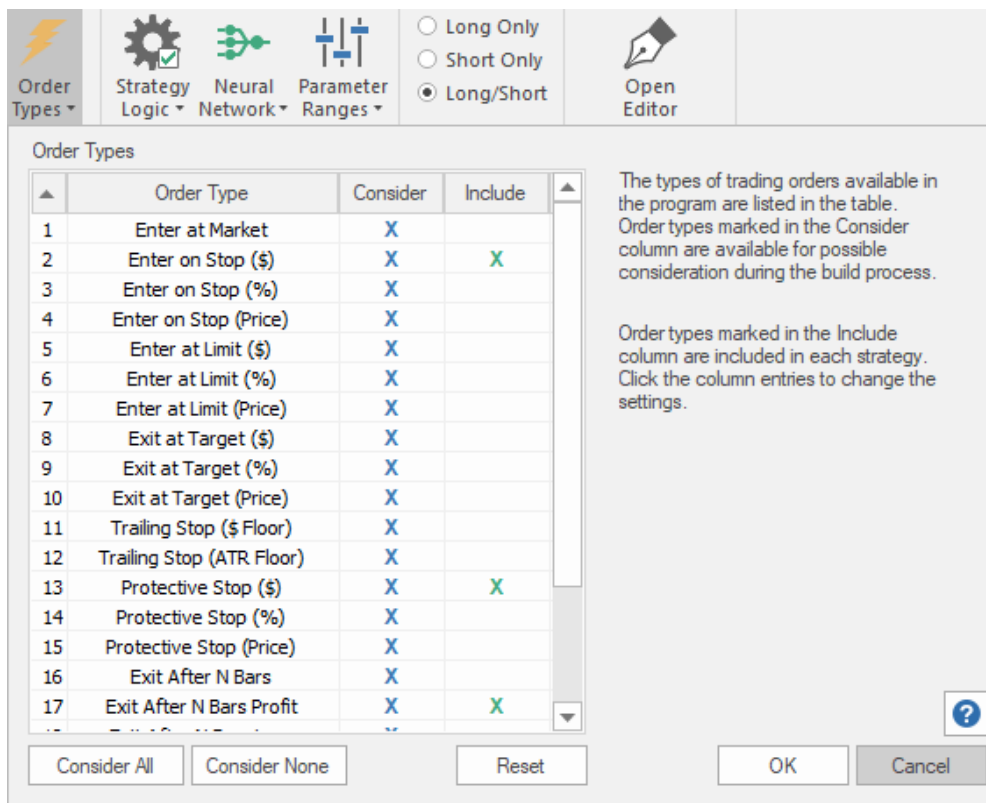 Order Types
Strategy Logic
Neural Network
Parameter Ranges
Long Only
Short Only
Long/Short
Open Editor
Order Types
Order Type Consider Include
1 Enter at Market X
2 Enter on Stop ($) X X
3 Enter on Stop (%) X
4 Enter on Stop (Price) X
5 Enter at Limit ($) X
6 Enter at Limit (%) X
7 Enter at Limit (Price) X
8 Exit at Target ($) X
9 Exit at Target (%) X
10 Exit at Target (Price) X
11 Trailing Stop ($ Floor) X
12 Trailing Stop (ATR Floor) X
13 Protective Stop ($) X X
14 Protective Stop (%) X
15 Protective Stop (Price) X
16 Exit After N Bars X
17 Exit After N Bars Profit X X
The types of trading orders available in
the program are listed in the table.
Order types marked in the Consider
column are available for possible
consideration during the build process.
Order types marked in the Include
column are included in each strategy.
Click the column entries to change the
settings.
?
Consider All Consider None Reset OK Cancel